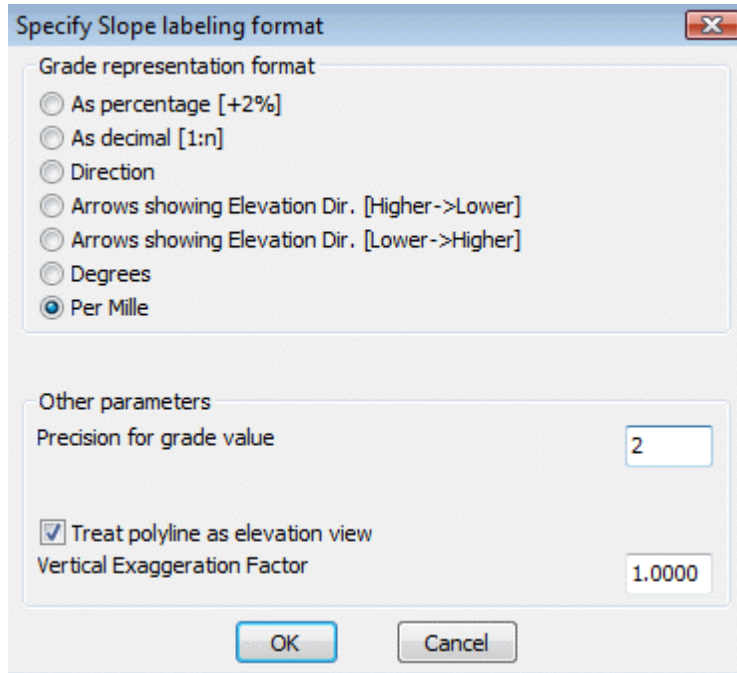 Specify Slope labeling format
Grade representation format
As percentage [+2%]
As decimal [1:n]
Direction
Arrows showing Elevation Dir. [Higher->Lower]
Arrows showing Elevation Dir. [Lower->Higher]
Degrees
Per Mille
Other parameters
Precision for grade value 2
Treat polyline as elevation view
Vertical Exaggeration Factor 1.0000
OK Cancel